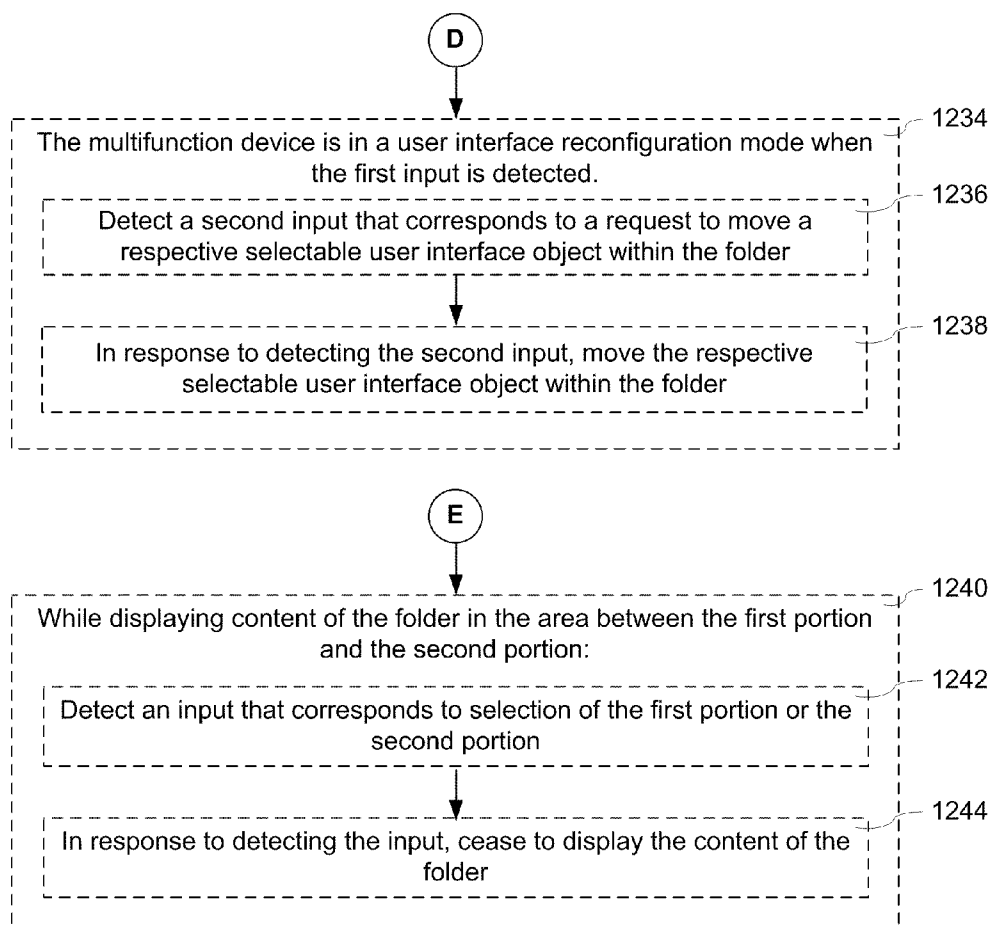 D
1234
The multifunction device is in a user interface reconfiguration mode when
the first input is detected.
1236
Detect a second input that corresponds to a request to move a
respective selectable user interface object within the folder
1238
In response to detecting the second input, move the respective
selectable user interface object within the folder
E
1240
While displaying content of the folder in the area between the first portion
and the second portion:
1242
Detect an input that corresponds to selection of the first portion or the
second portion
1244
In response to detecting the input, cease to display the content of the
folder